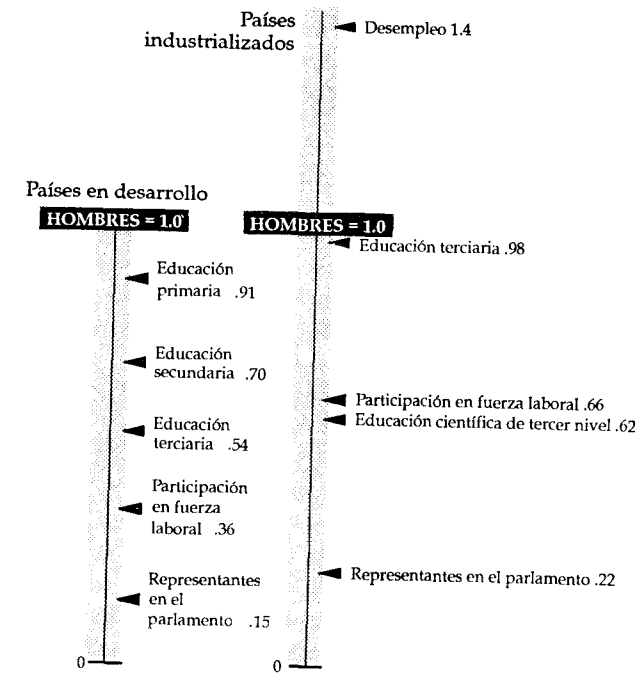 Países
industrializados
Desempleo 1.4
Países en desarrollo
HOMBRES = 1.0
HOMBRES = 1.0
Educación terciaria .98
Educación
primaria .91
Educación
secundaria .70
Participación en fuerza laboral .66
Educación científica de tercer nivel .62
Educación
terciaria .54
Participación
en fuerza
laboral .36
Representantes en el parlamento .22
Representantes
en el
parlamento .15
0
0